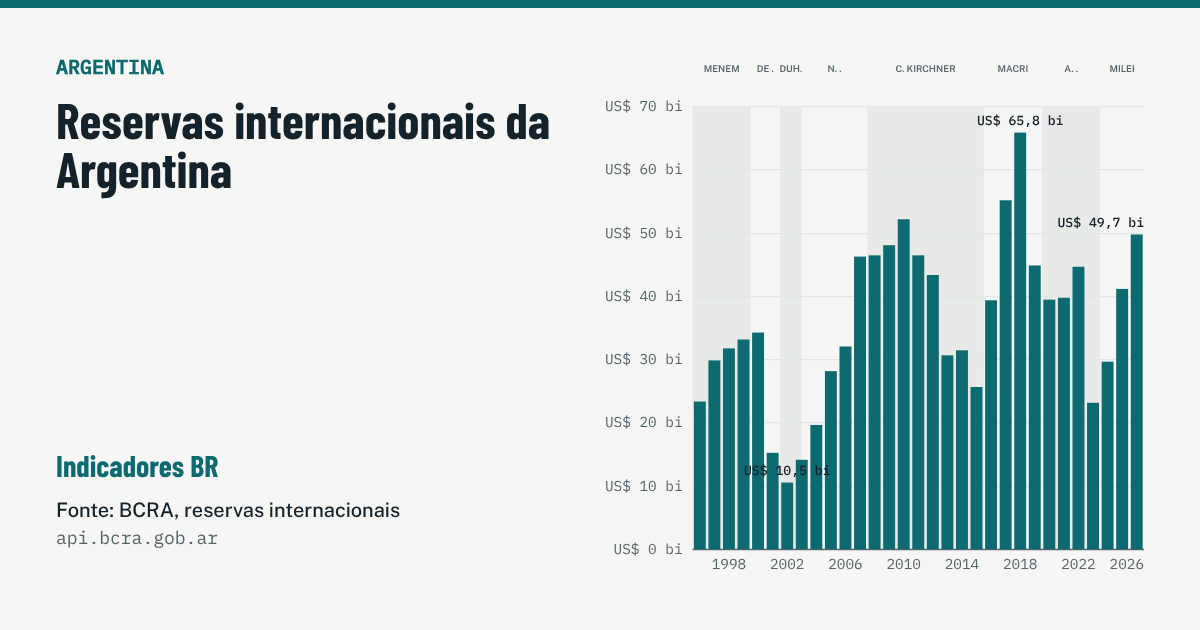 ARGENTINA
Reservas internacionais da
Argentina
Indicadores BR
Fonte: BCRA, reservas internacionais
api.bcra.gob.ar
MENEM DE. DUH. N.. C. KIRCHNER MACRI A.. MILEI
US$ 70 bi
US$ 65,8 bi
US$ 60 bi
US$ 49,7 bi
US$ 50 bi
US$ 40 bi
US$ 30 bi
US$ 20 bi
US$ 10,5 bi
US$ 10 bi
US$ 0 bi
1998 2002 2006 2010 2014 2018 2022 2026